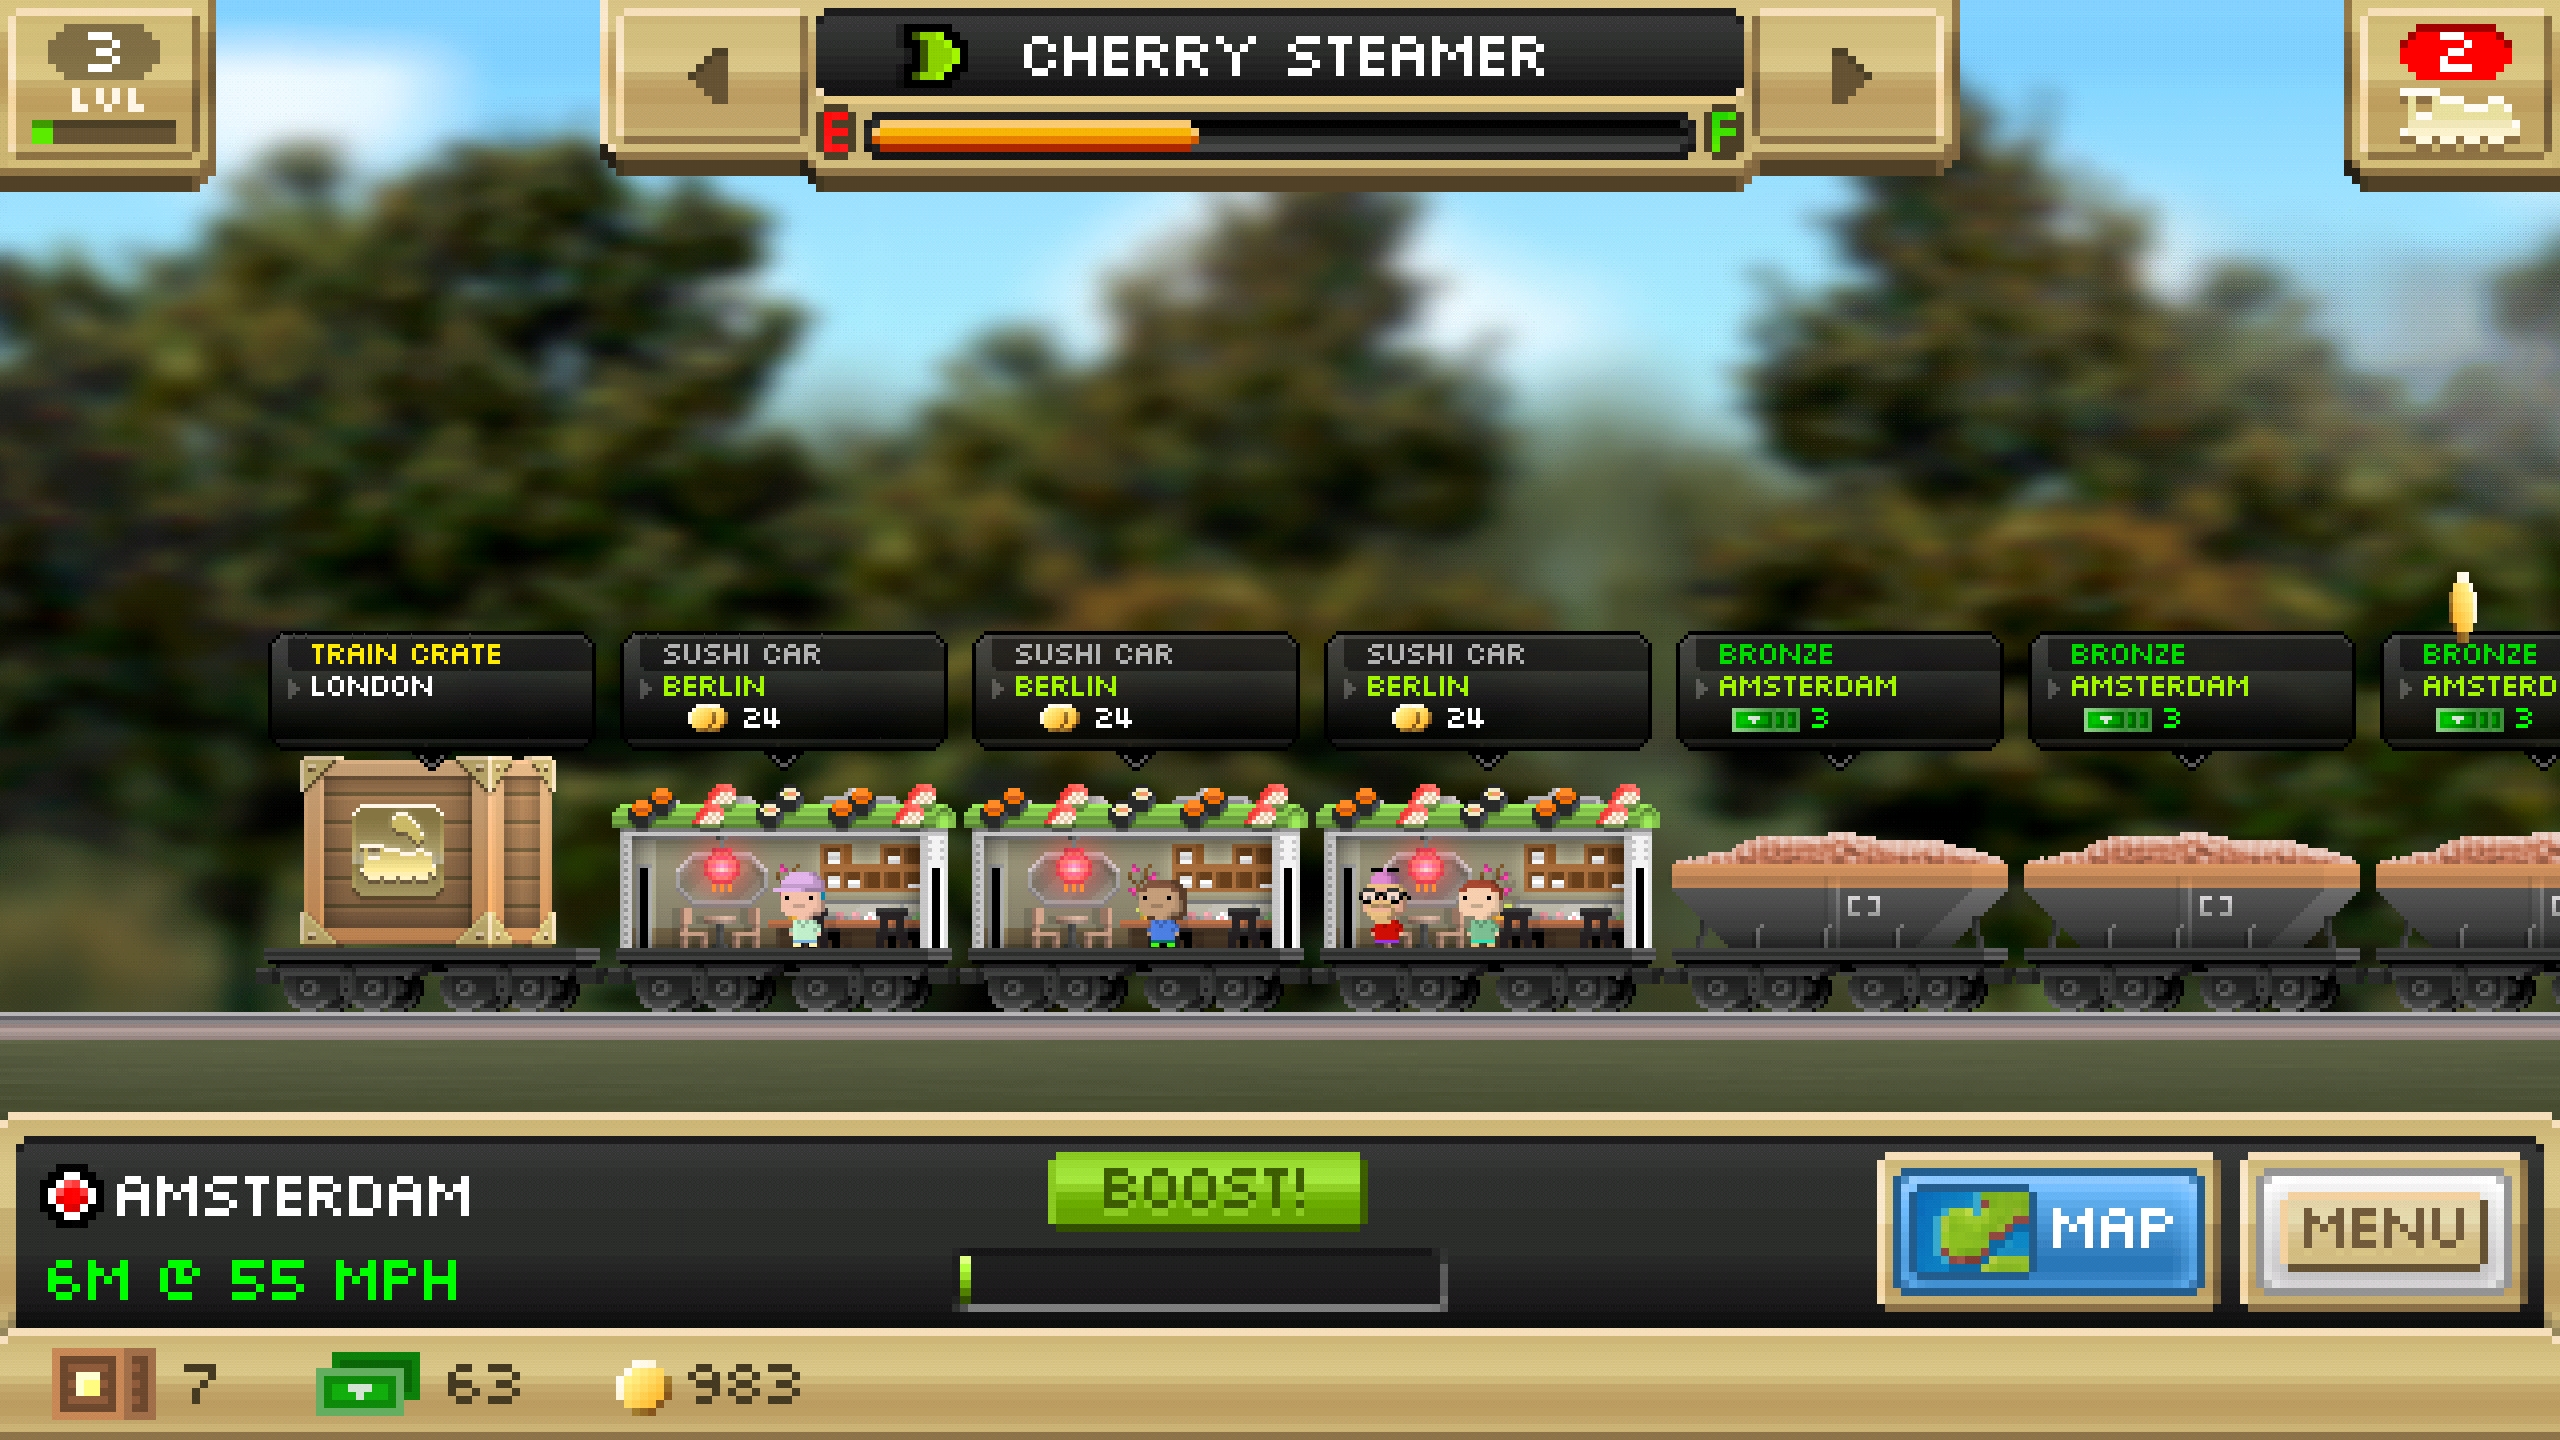 3
LVL
CHERRY STEAMER
E F
2
TRAIN CRATE
LONDON
SUSHI CAR
BERLIN
24
SUSHI CAR
BERLIN
24
SUSHI CAR
BERLIN
24
BRONZE
AMSTERDAM
3
BRONZE
AMSTERDAM
3
BRONZE
AMSTERD
3
AMSTERDAM
6M @ 55 MPH
BOOST!
MAP
MENU
7 63 983